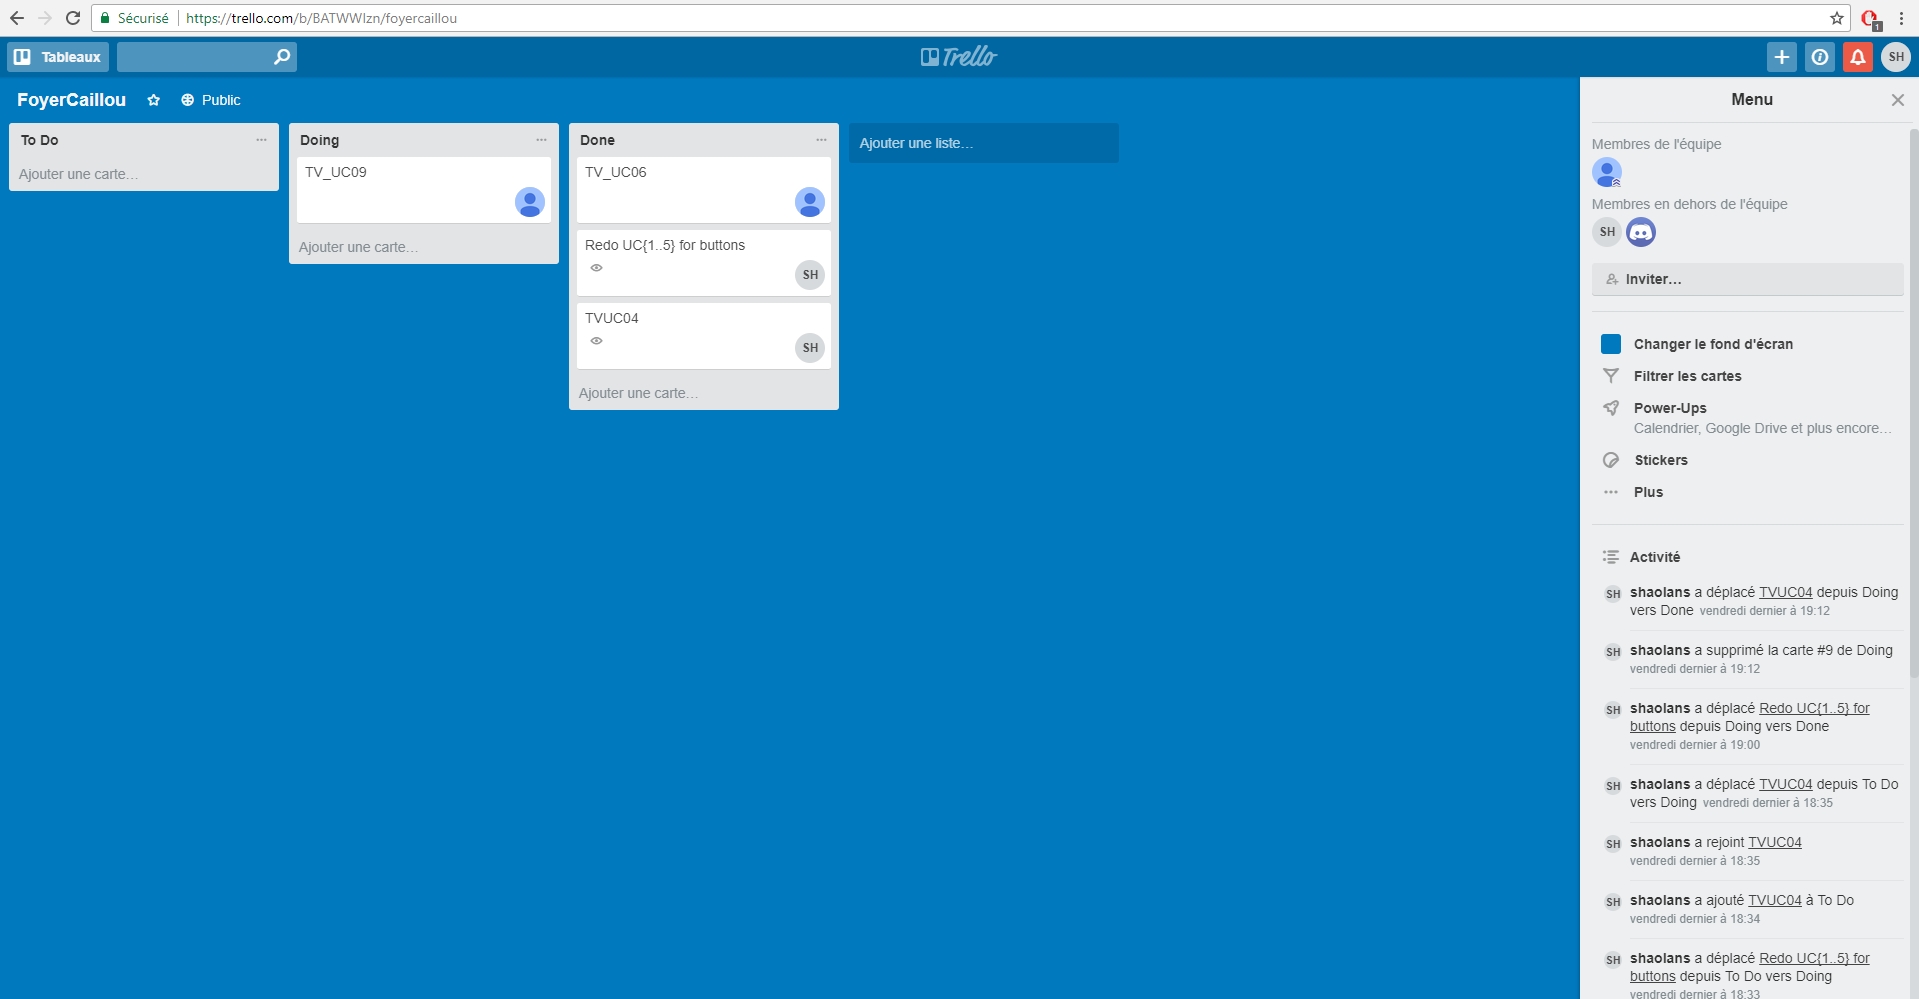 Sécurisé
https://trello.com/b/BATWWIzn/foyercaillou
1
Tableaux
Trello
SH
FoyerCaillou
Public
To Do
Ajouter une carte…
Doing
TV_UC09
Ajouter une carte…
Done
TV_UC06
Redo UC{1..5} for buttons
SH
TVUC04
SH
Ajouter une carte…
Ajouter une liste…
Menu
Membres de l'équipe
Membres en dehors de l'équipe
SH
Inviter…
Changer le fond d'écran
Filtrer les cartes
Power-Ups
Calendrier, Google Drive et plus encore…
Stickers
Plus
Activité
SH
shaolans a déplacé TVUC04 depuis Doing
vers Done vendredi dernier à 19:12
SH
shaolans a supprimé la carte #9 de Doing
vendredi dernier à 19:12
SH
shaolans a déplacé Redo UC{1..5} for
buttons depuis Doing vers Done
vendredi dernier à 19:00
SH
shaolans a déplacé TVUC04 depuis To Do
vers Doing vendredi dernier à 18:35
SH
shaolans a rejoint TVUC04
vendredi dernier à 18:35
SH
shaolans a ajouté TVUC04 à To Do
vendredi dernier à 18:34
SH
shaolans a déplacé Redo UC{1..5} for
buttons depuis To Do vers Doing
vendredi dernier à 18:33